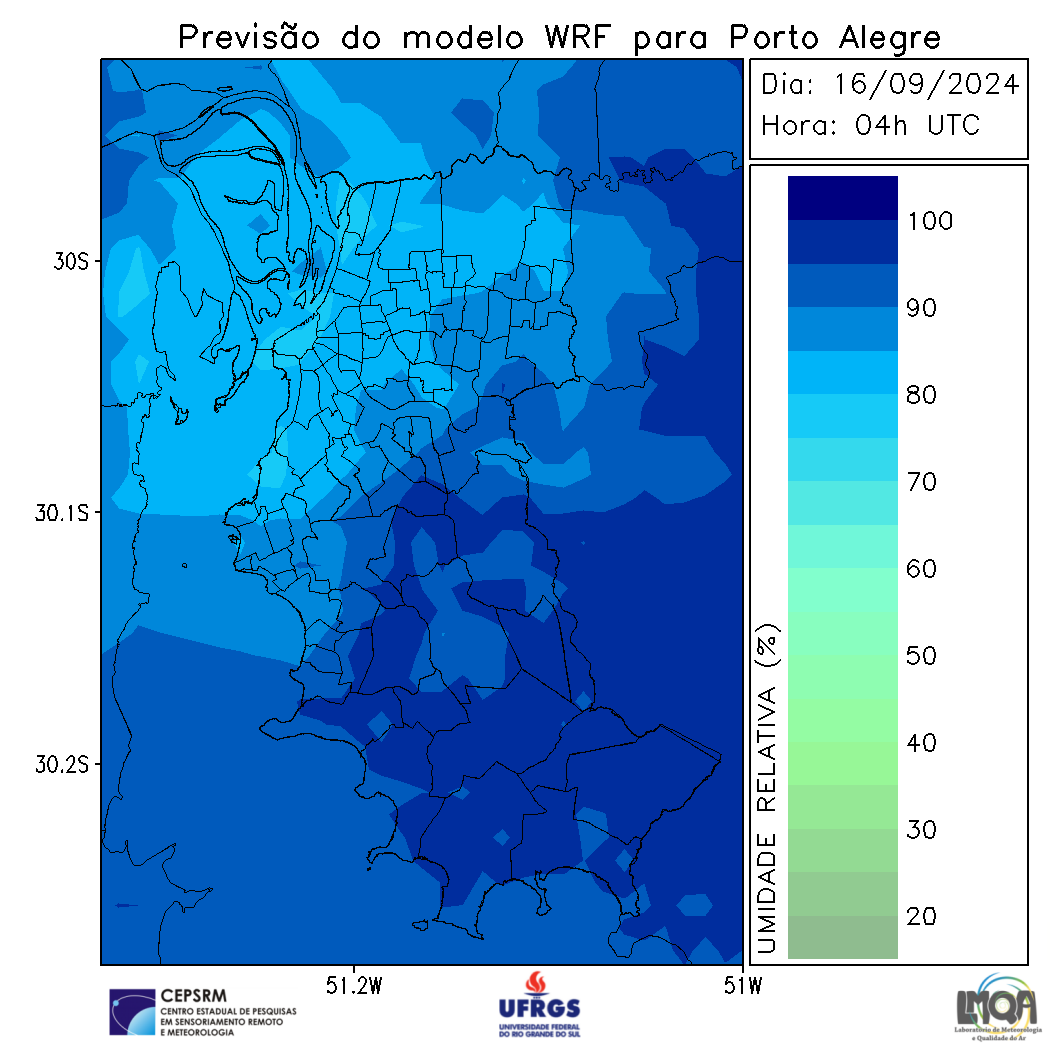 Previsão do modelo WRF para Porto Alegre
Dia: 16/09/2024
Hora: 04h UTC
30S
30.1S
30.2S
51.2W
51W
100
90
80
70
60
50
40
30
20
UMIDADE RELATIVA (%)
CEPSRM
CENTRO ESTADUAL DE PESQUISAS
EM SENSORIAMENTO REMOTO
E METEOROLOGIA
UFRGS
UNIVERSIDADE FEDERAL
DO RIO GRANDE DO SUL
LMQA
Laboratório de Meteorologia
e Qualidade do Ar